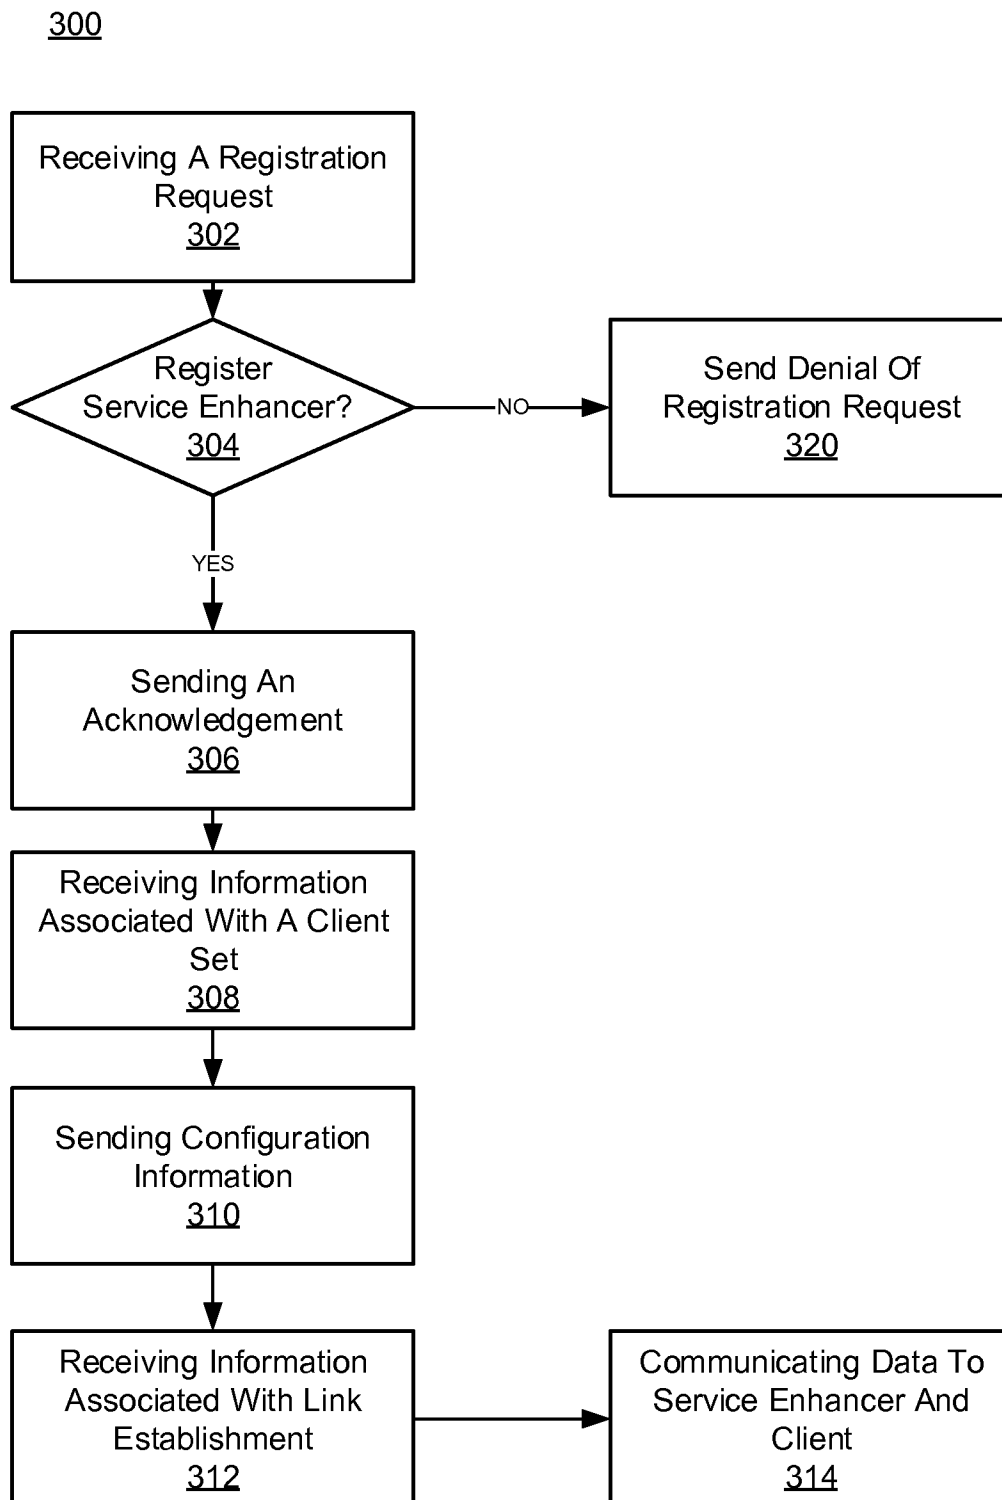 300
Receiving A Registration
Request
302
Register
Service Enhancer?
304
NO
Send Denial Of
Registration Request
320
YES
Sending An
Acknowledgement
306
Receiving Information
Associated With A Client
Set
308
Sending Configuration
Information
310
Receiving Information
Associated With Link
Establishment
312
Communicating Data To
Service Enhancer And
Client
314